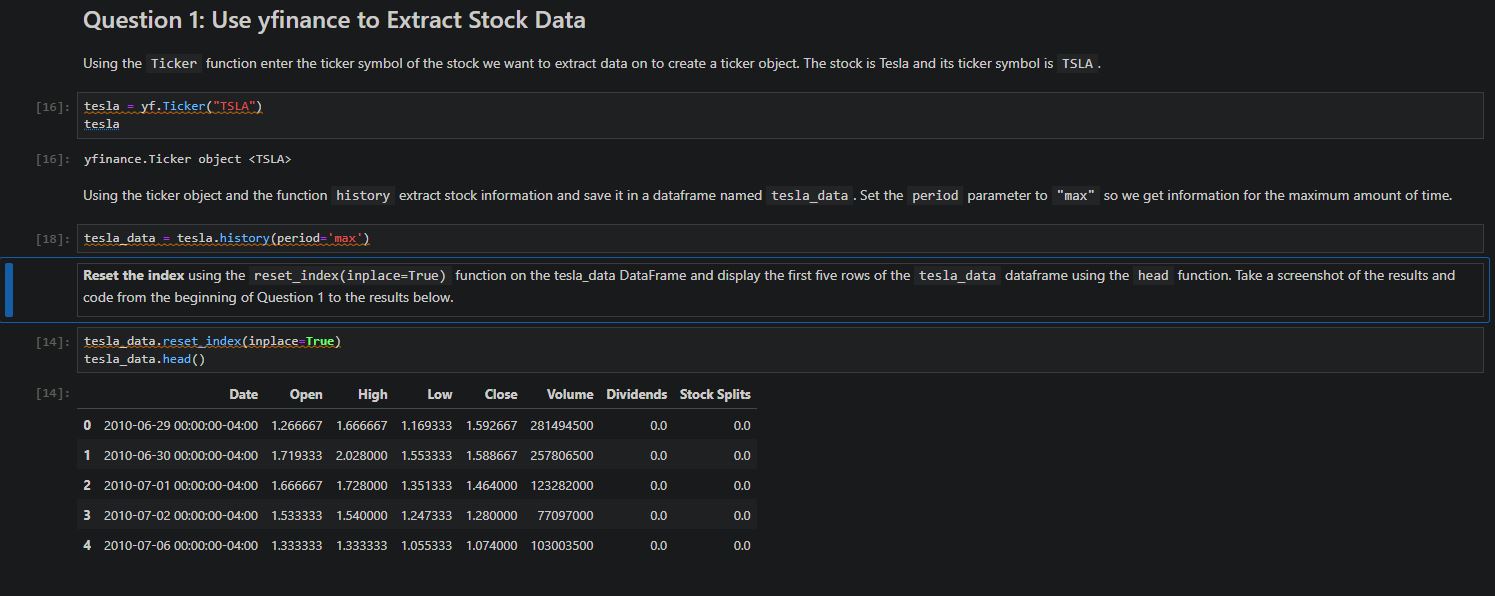 Question 1: Use yfinance to Extract Stock Data
Using the Ticker function enter the ticker symbol of the stock we want to extract data on to create a ticker object. The stock is Tesla and its ticker symbol is TSLA.
[16]: tesla = yf.Ticker("TSLA")
tesla
[16]: yfinance.Ticker object <TSLA>
Using the ticker object and the function history extract stock information and save it in a dataframe named tesla_data. Set the period parameter to "max" so we get information for the maximum amount of time.
[18]: tesla_data = tesla.history(period='max')
Reset the index using the reset_index(inplace=True) function on the tesla_data DataFrame and display the first five rows of the tesla_data dataframe using the head function. Take a screenshot of the results and
code from the beginning of Question 1 to the results below.
[14]: tesla_data.reset_index(inplace=True)
tesla_data.head()
[14]: Date Open High Low Close Volume Dividends Stock Splits
0 2010-06-29 00:00:00-04:00 1.266667 1.666667 1.169333 1.592667 281494500 0.0 0.0
1 2010-06-30 00:00:00-04:00 1.719333 2.028000 1.553333 1.588667 257806500 0.0 0.0
2 2010-07-01 00:00:00-04:00 1.666667 1.728000 1.351333 1.464000 123282000 0.0 0.0
3 2010-07-02 00:00:00-04:00 1.533333 1.540000 1.247333 1.280000 77097000 0.0 0.0
4 2010-07-06 00:00:00-04:00 1.333333 1.333333 1.055333 1.074000 103003500 0.0 0.0